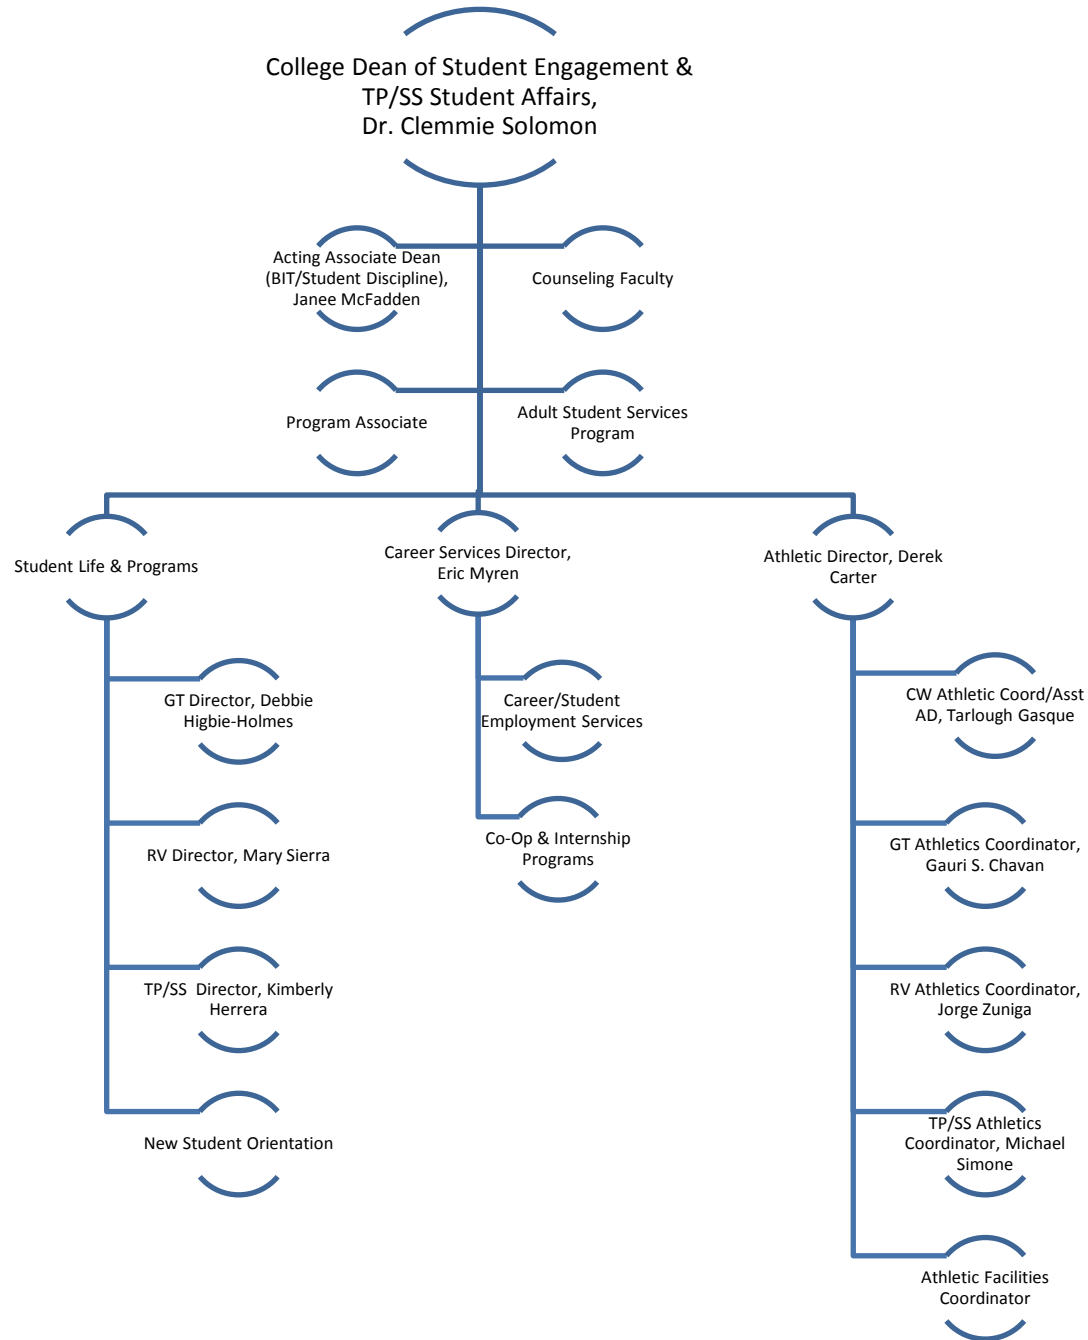 College Dean of Student Engagement &
TP/SS Student Affairs,
Dr. Clemmie Solomon
Acting Associate Dean
(BIT/Student Discipline),
Janee McFadden
Counseling Faculty
Program Associate
Adult Student Services
Program
Student Life & Programs
Career Services Director,
Eric Myren
Athletic Director, Derek
Carter
GT Director, Debbie
Higbie-Holmes
RV Director, Mary Sierra
TP/SS  Director, Kimberly
Herrera
New Student Orientation
Career/Student
Employment Services
Co-Op & Internship
Programs
CW Athletic Coord/Asst
AD, Tarlough Gasque
GT Athletics Coordinator,
Gauri S. Chavan
RV Athletics Coordinator,
Jorge Zuniga
TP/SS Athletics
Coordinator, Michael
Simone
Athletic Facilities
Coordinator